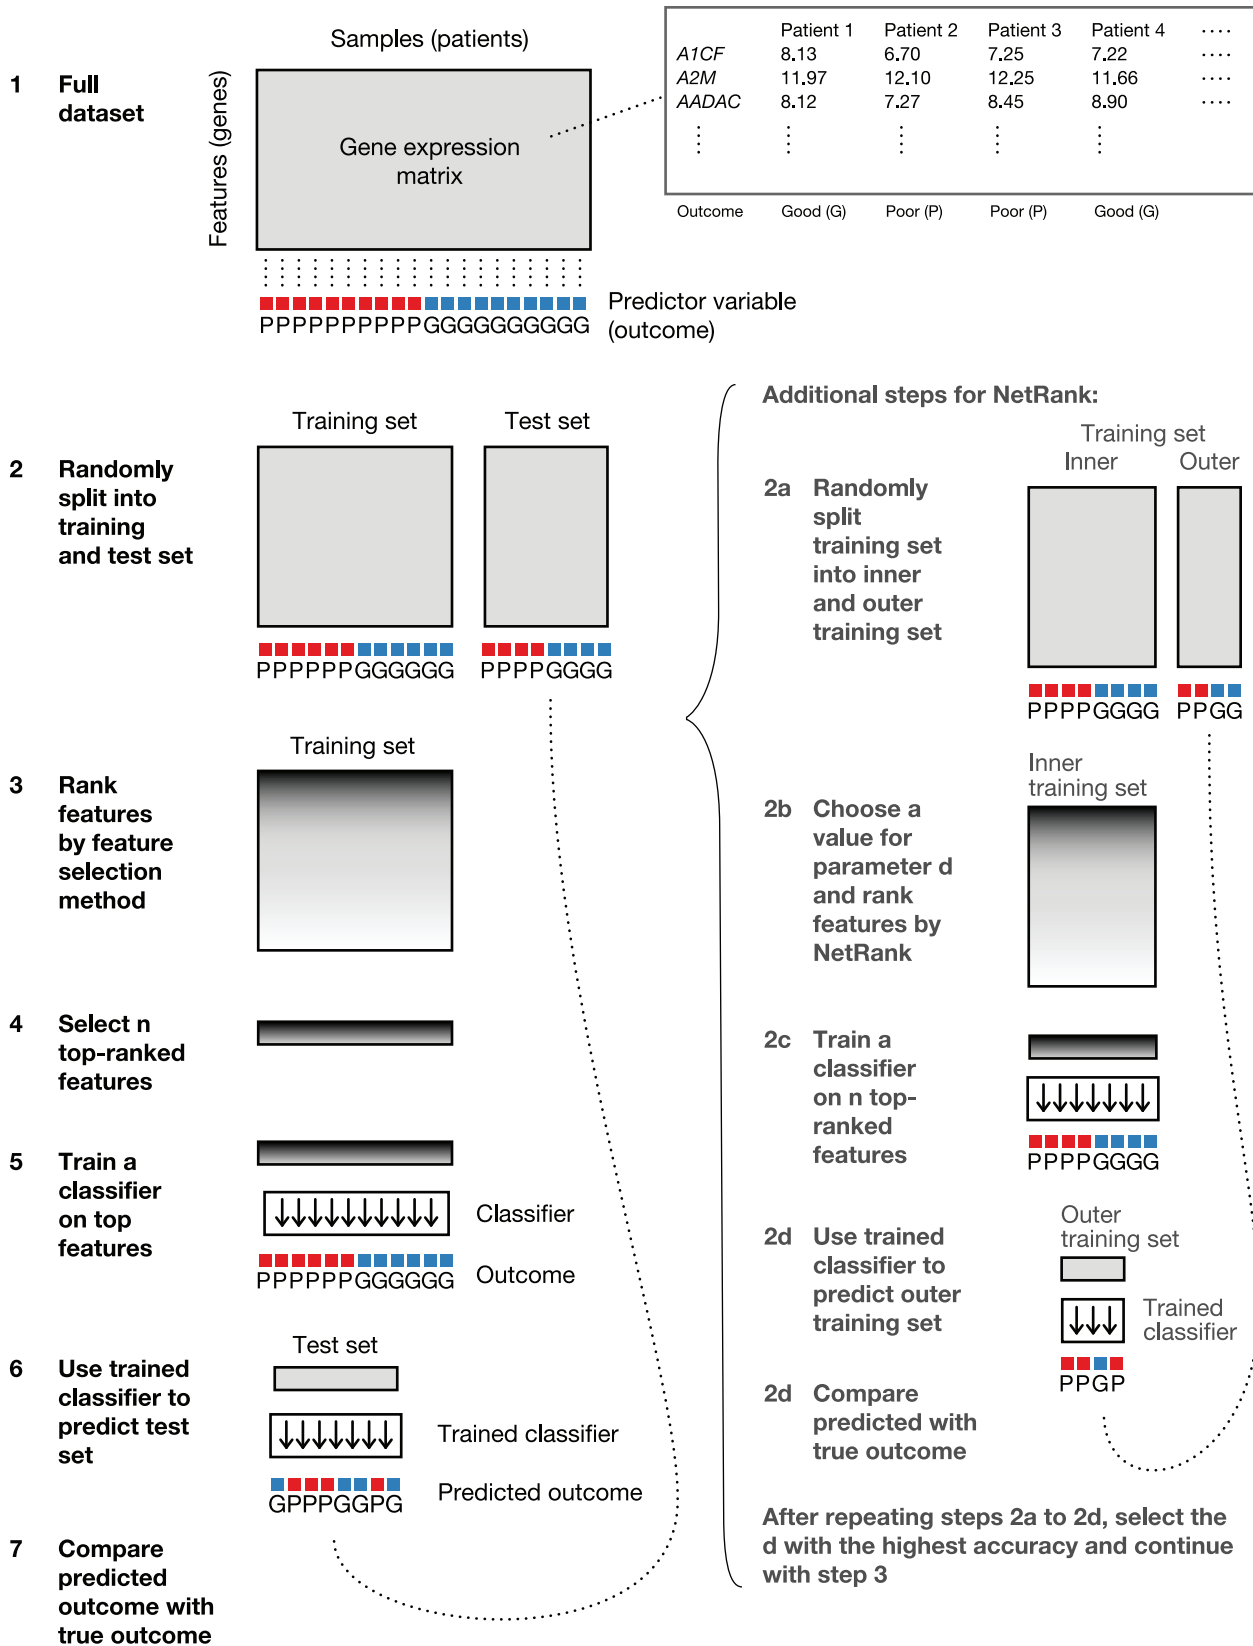 Samples (patients)
1 Full
dataset
Features (genes)
Gene expression
matrix
Patient 1 Patient 2 Patient 3 Patient 4 ....
A1CF 8.13 6.70 7.25 7.22 ....
A2M 11.97 12.10 12.25 11.66 ....
AADAC 8.12 7.27 8.45 8.90 ....
Outcome Good (G) Poor (P) Poor (P) Good (G)
PPPPPPPPPPGGGGGGGGGG
Predictor variable
(outcome)
2 Randomly
split into
training
and test set
Training set Test set
PPPPPPGGGGGG PPPPGGGG
3 Rank
features
by feature
selection
method
Training set
4 Select n
top-ranked
features
5 Train a
classifier
on top
features
Classifier
PPPPPPGGGGGG Outcome
6 Use trained
classifier to
predict test
set
Test set
Trained classifier
GPPPGGPG Predicted outcome
7 Compare
predicted
outcome with
true outcome
Additional steps for NetRank:
Training set
Inner Outer
2a Randomly
split
training set
into inner
and outer
training set
PPPPGGGG PPGG
Inner
training set
2b Choose a
value for
parameter d
and rank
features by
NetRank
2c Train a
classifier
on n top-
ranked
features
PPPPGGGG
2d Use trained
classifier to
predict outer
training set
Outer
training set
Trained
classifier
PPGP
2d Compare
predicted with
true outcome
After repeating steps 2a to 2d, select the
d with the highest accuracy and continue
with step 3